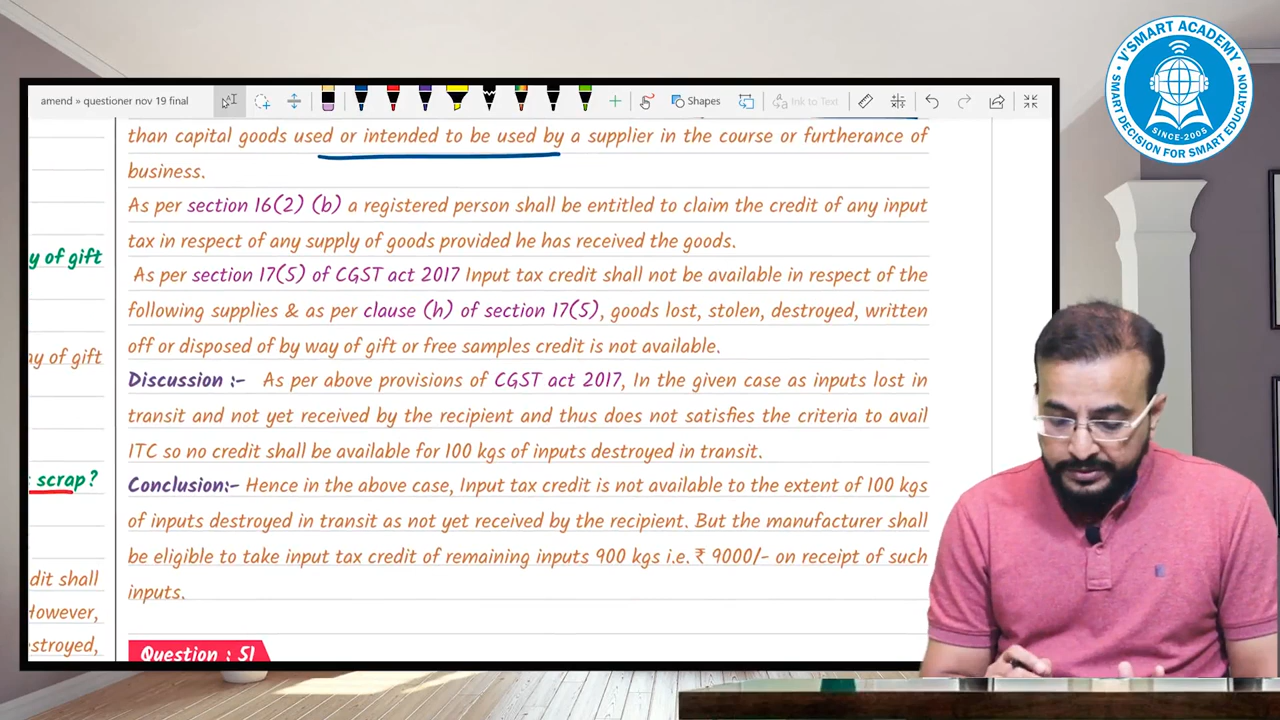 V'SMART ACADEMY
SMART DECISION FOR SMART EDUCATION
SINCE-2005
amend » questioner nov 19 final
Shapes
Ink to Text
than capital goods used or intended to be used by a supplier in the course or furtherance of
business.
As per section 16(2) (b) a registered person shall be entitled to claim the credit of any input
tax in respect of any supply of goods provided he has received the goods.
As per section 17(5) of CGST act 2017 Input tax credit shall not be available in respect of the
following supplies & as per clause (h) of section 17(5), goods lost, stolen, destroyed, written
off or disposed of by way of gift or free samples credit is not available.
Discussion :- As per above provisions of CGST act 2017, In the given case as inputs lost in
transit and not yet received by the recipient and thus does not satisfies the criteria to avail
ITC so no credit shall be available for 100 kgs of inputs destroyed in transit.
Conclusion:- Hence in the above case, Input tax credit is not available to the extent of 100 kgs
of inputs destroyed in transit as not yet received by the recipient. But the manufacturer shall
be eligible to take input tax credit of remaining inputs 900 kgs i.e. ₹ 9000/- on receipt of such
inputs.
Question : 51
y of gift
ay of gift
scrap?
dit shall
However,
estroyed,